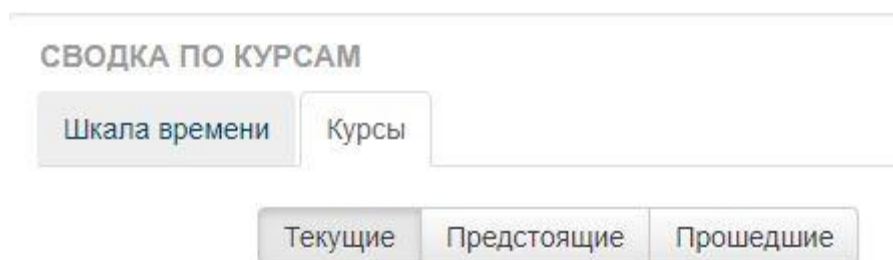 СВОДКА ПО КУРСАМ
Шкала времени Курсы
Текущие Предстоящие Прошедшие